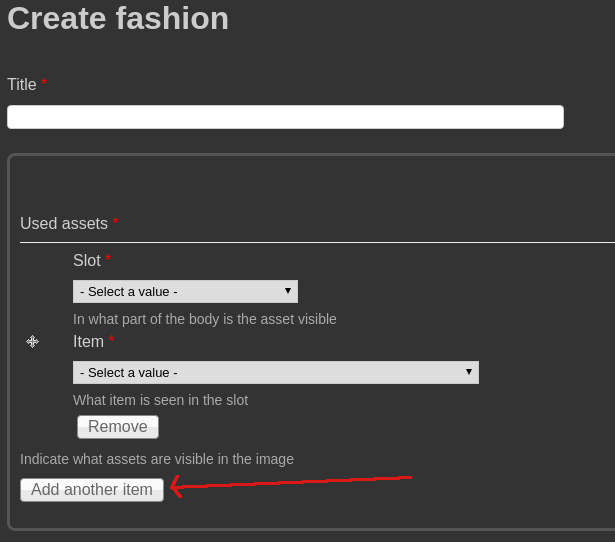 Create fashion
Title *
Used assets *
Slot *
- Select a value -
In what part of the body is the asset visible
Item *
- Select a value -
What item is seen in the slot
Remove
Indicate what assets are visible in the image
Add another item